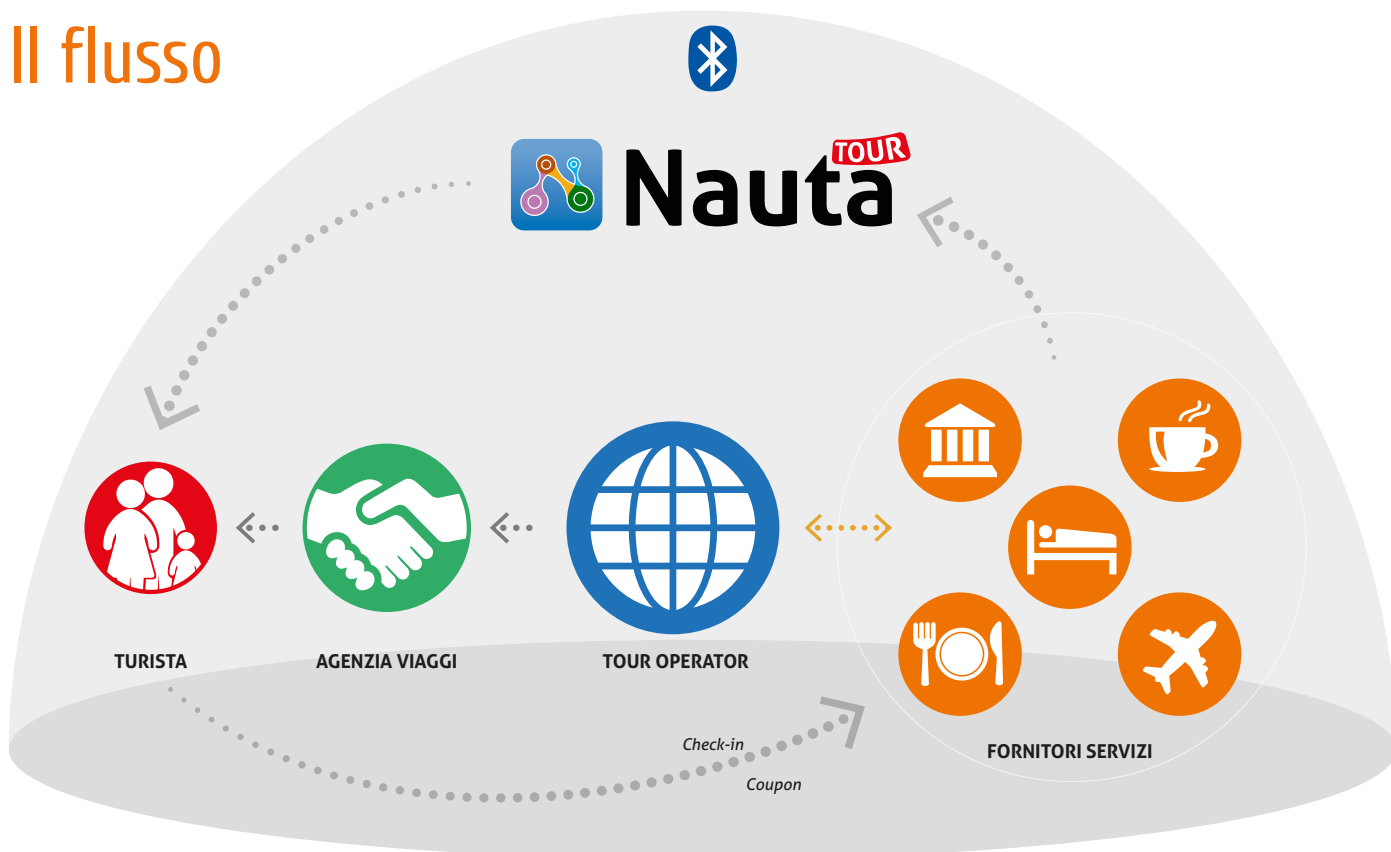 Il flusso
Nauta TOUR
TURISTA
AGENZIA VIAGGI
TOUR OPERATOR
Check-in
Coupon
FORNITORI SERVIZI